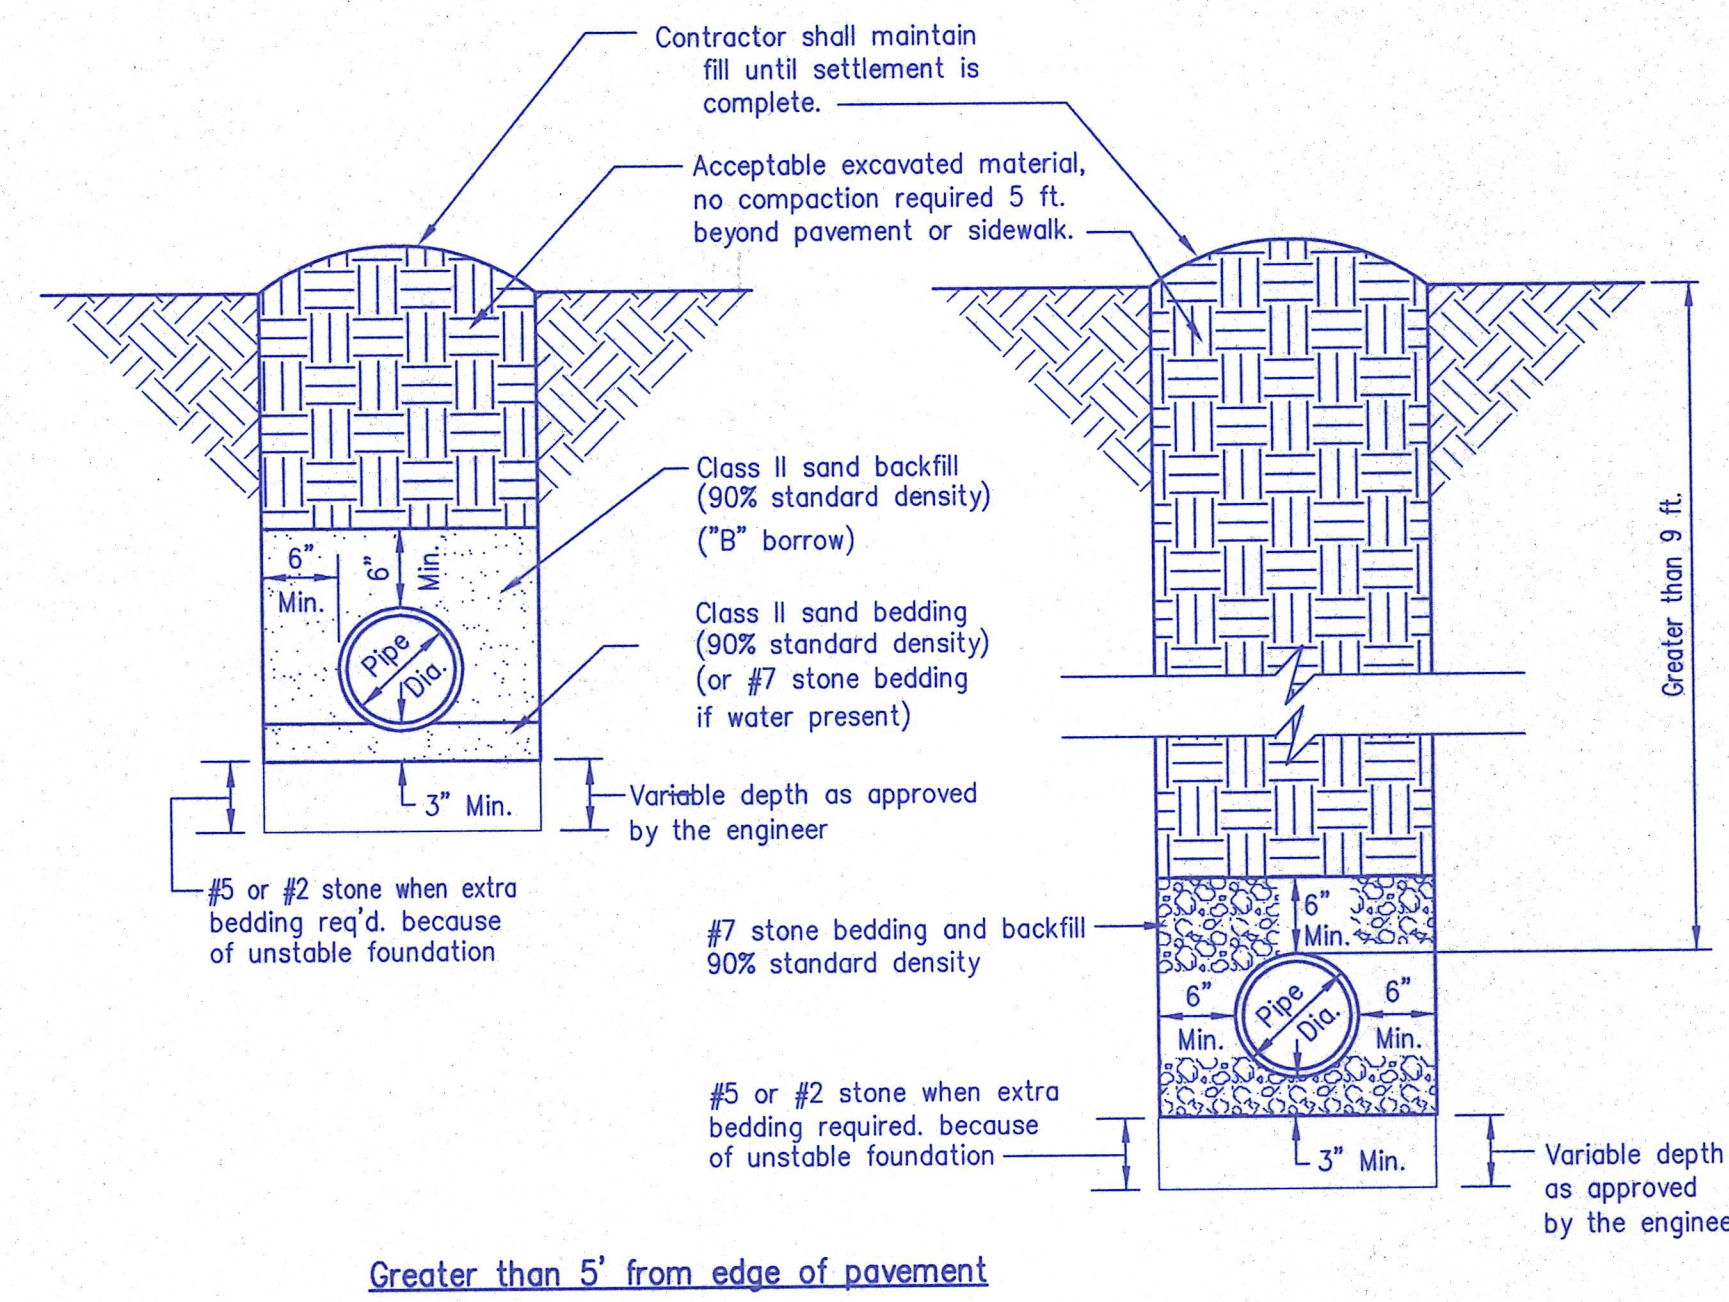 Contractor shall maintain
fill until settlement is
complete.
Acceptable excavated material,
no compaction required 5 ft.
beyond pavement or sidewalk.
Class II sand backfill
(90% standard density)
("B" borrow)
6"
Min.
6"
Min.
Pipe
Dia.
Class II sand bedding
(90% standard density)
(or #7 stone bedding
if water present)
3" Min.
Variable depth as approved
by the engineer
#5 or #2 stone when extra
bedding req'd. because
of unstable foundation
Greater than 9 ft.
#7 stone bedding and backfill
90% standard density
6"
Min.
6"
Min.
Pipe
Dia.
6"
Min.
#5 or #2 stone when extra
bedding required. because
of unstable foundation
3" Min.
Variable depth
as approved
by the enginee
Greater than 5' from edge of pavement